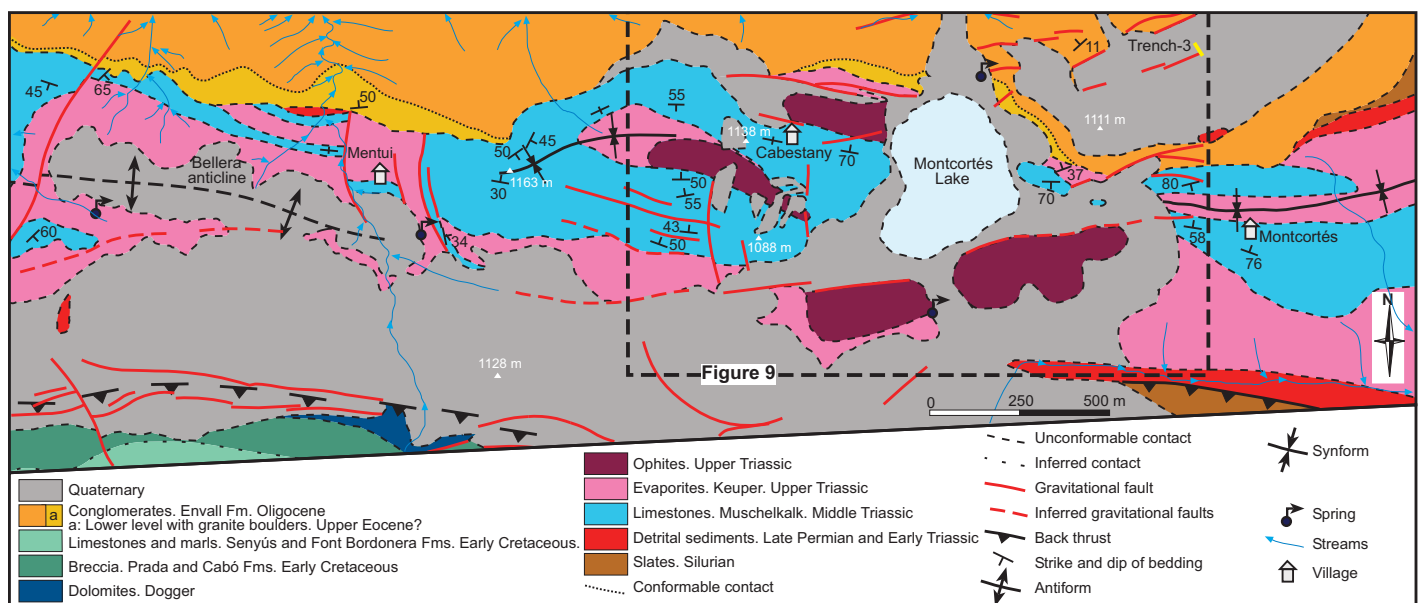 11
Trench-3
45
65
50
55
1138 m
1111 m
Bellera
anticline
Mentui
50
45
Cabestany
70
Montcortés
Lake
37
30
1163 m
50
55
70
80
60
34
43
50
1088 m
58
Montcortés
76
N
1128 m
Figure 9
0 250 500 m
Quaternary
a Conglomerates. Envall Fm. Oligocene
a: Lower level with granite boulders. Upper Eocene?
Limestones and marls. Senyús and Font Bordonera Fms. Early Cretaceous.
Breccia. Prada and Cabó Fms. Early Cretaceous
Dolomites. Dogger
Ophites. Upper Triassic
Evaporites. Keuper. Upper Triassic
Limestones. Muschelkalk. Middle Triassic
Detrital sediments. Late Permian and Early Triassic
Slates. Silurian
Conformable contact
Unconformable contact
Inferred contact
Gravitational fault
Inferred gravitational faults
Back thrust
Strike and dip of bedding
Antiform
Synform
Spring
Streams
Village